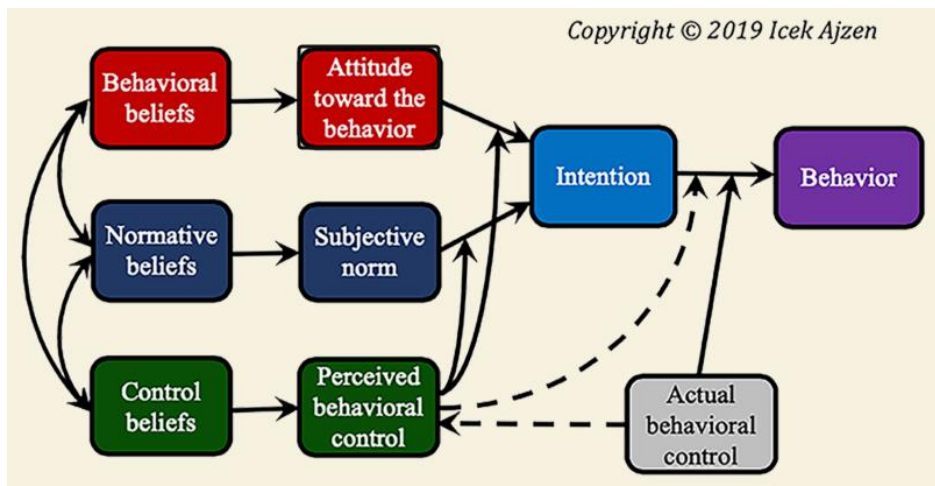 Copyright © 2019 Icek Ajzen
Behavioral
beliefs
Attitude
toward the
behavior
Intention
Behavior
Normative
beliefs
Subjective
norm
Control
beliefs
Perceived
behavioral
control
Actual
behavioral
control